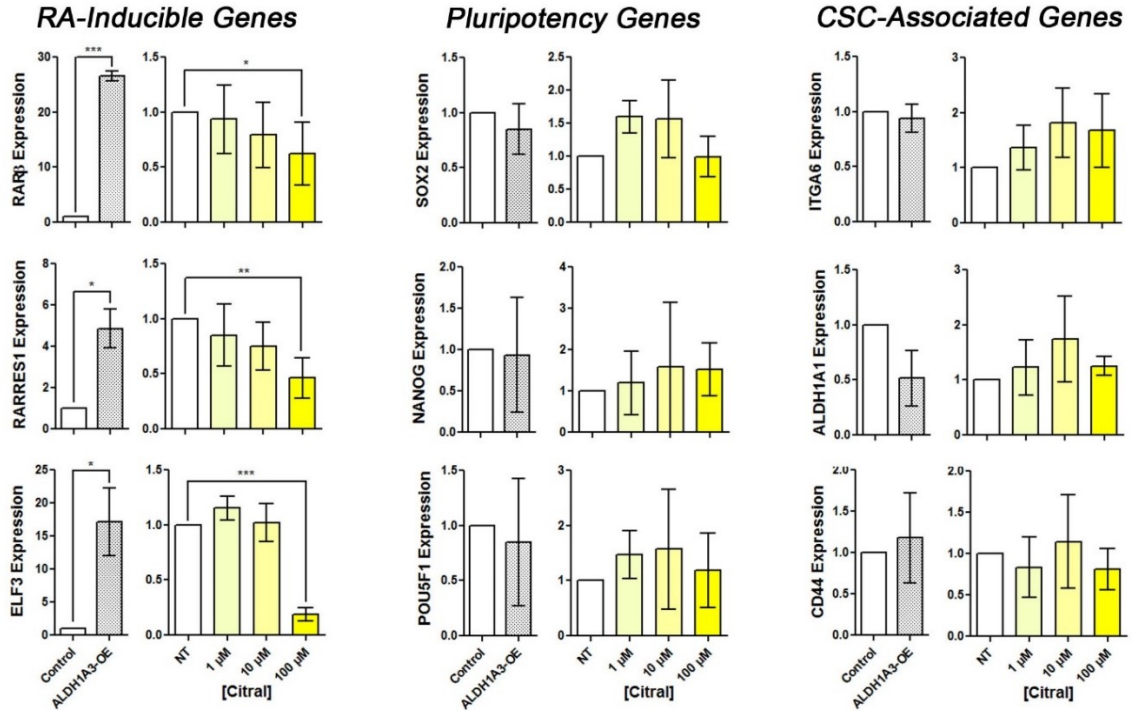 RA-Inducible Genes
Pluripotency Genes
CSC-Associated Genes
RARβ Expression
30
20
10
0
***
1.5
1.0
0.5
0.0
*
SOX2 Expression
1.5
1.0
0.5
0.0
2.5
2.0
1.5
1.0
0.5
0.0
ITGA6 Expression
1.5
1.0
0.5
0.0
3
2
1
0
RARRES1 Expression
8
6
4
2
0
*
1.5
1.0
0.5
0.0
**
NANOG Expression
2.0
1.5
1.0
0.5
0.0
4
3
2
1
0
ALDH1A1 Expression
1.5
1.0
0.5
0.0
3
2
1
0
ELF3 Expression
25
20
15
10
5
0
*
1.5
1.0
0.5
0.0
***
POU5F1 Expression
1.5
1.0
0.5
0.0
3
2
1
0
CD44 Expression
2.0
1.5
1.0
0.5
0.0
2.0
1.5
1.0
0.5
0.0
Control
ALDH1A3-OE
NT
1 µM
10 µM
100 µM
[Citral]
Control
ALDH1A3-OE
NT
1 µM
10 µM
100 µM
[Citral]
Control
ALDH1A3-OE
NT
1 µM
10 µM
100 µM
[Citral]